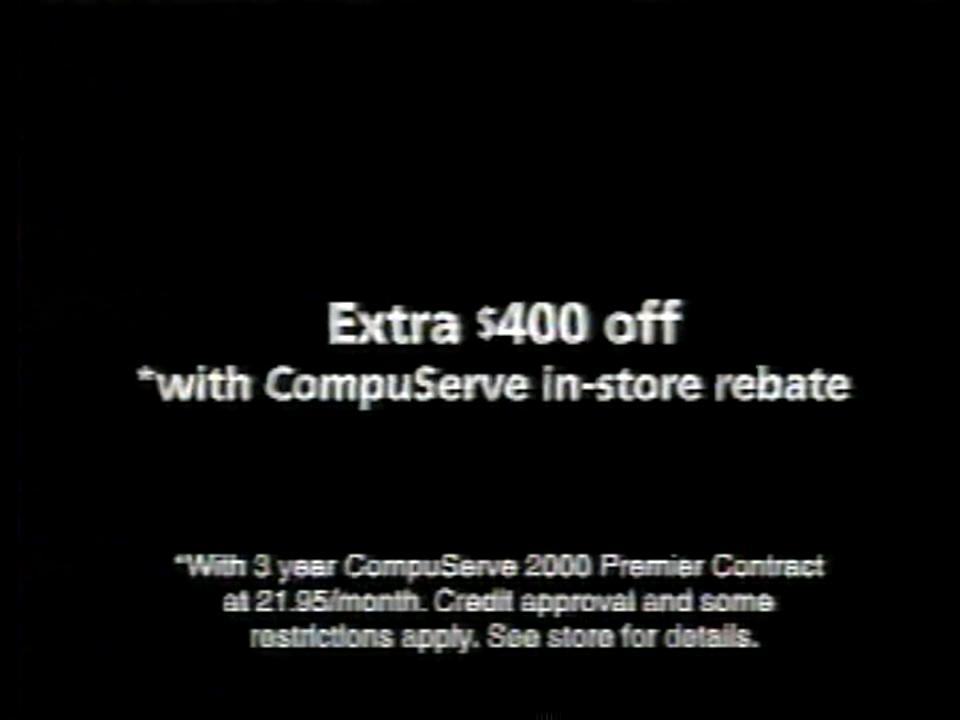 Extra $400 off
*with CompuServe in-store rebate
*With 3 year CompuServe 2000 Premier Contract
at 21.95/month. Credit approval and some
restrictions apply. See store for details.